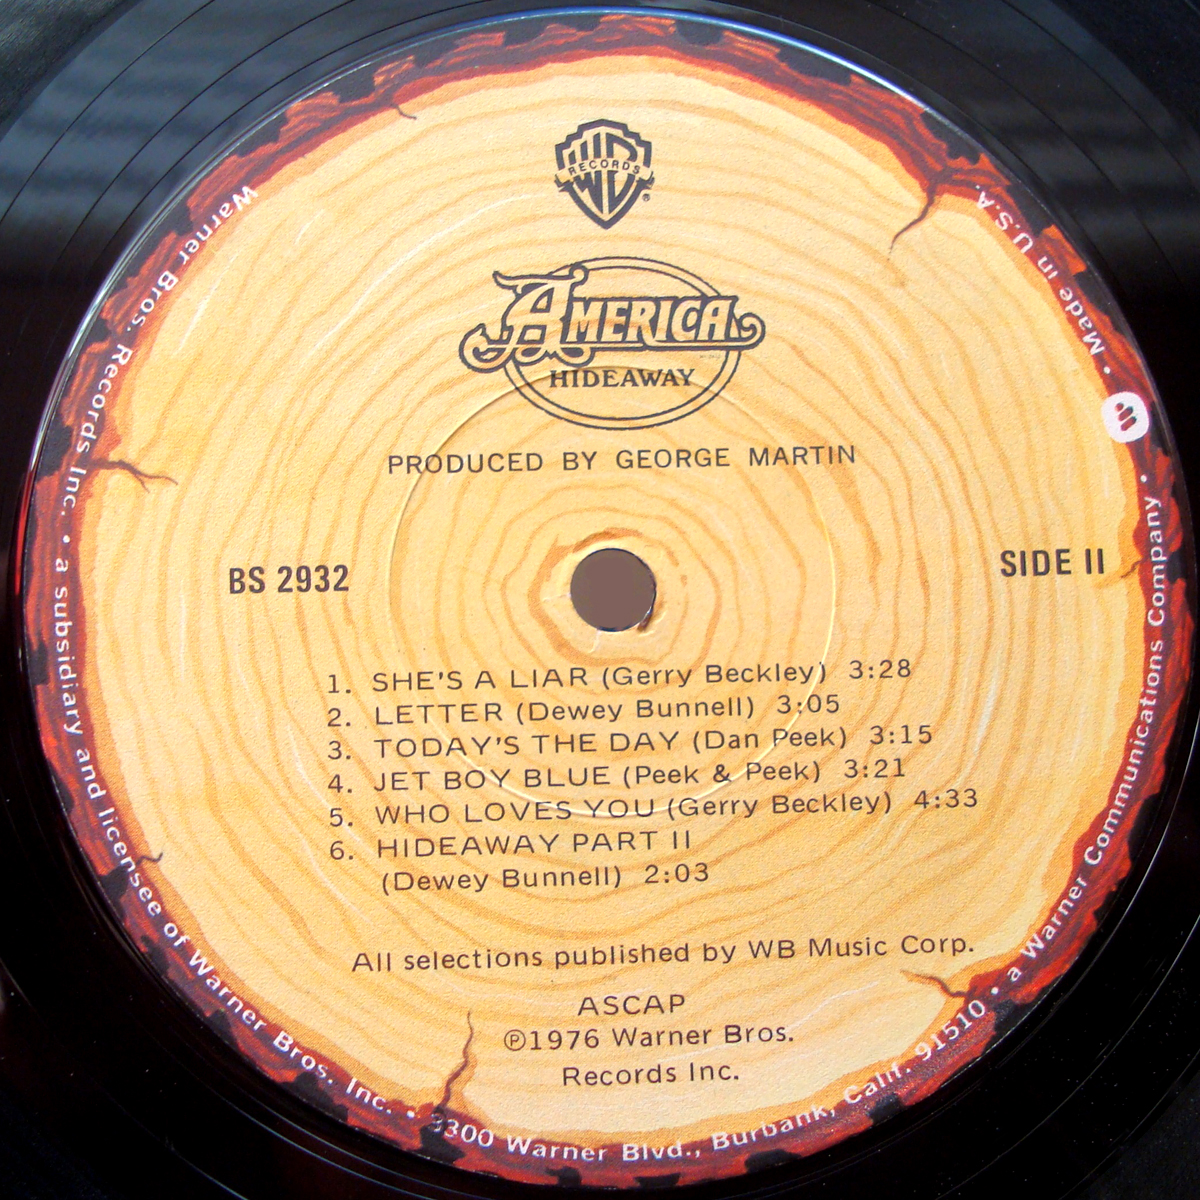 WB
RECORDS
®
AMERICA
HIDEAWAY
PRODUCED BY GEORGE MARTIN
BS 2932
SIDE II
1. SHE'S A LIAR (Gerry Beckley) 3:28
2. LETTER (Dewey Bunnell) 3:05
3. TODAY'S THE DAY (Dan Peek) 3:15
4. JET BOY BLUE (Peek & Peek) 3:21
5. WHO LOVES YOU (Gerry Beckley) 4:33
6. HIDEAWAY PART II
(Dewey Bunnell) 2:03
All selections published by WB Music Corp.
ASCAP
℗1976 Warner Bros.
Records Inc.
Warner Bros. Records Inc. • a subsidiary and licensee of Warner Bros. Inc. • 3300 Warner Blvd., Burbank, Calif. 91510 • a Warner Communications Company • • Made in U.S.A.